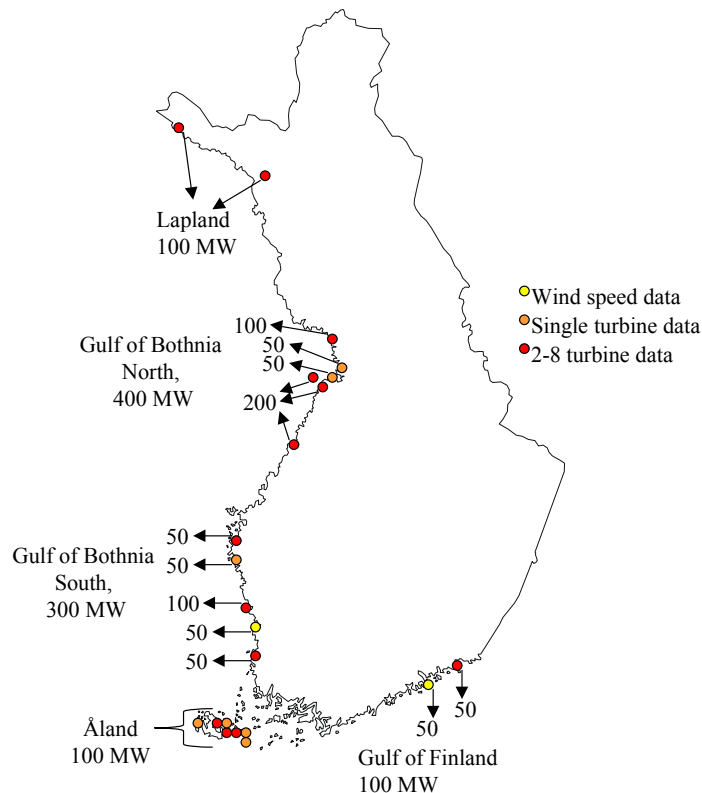 Lapland
100 MW
Wind speed data
Single turbine data
2-8 turbine data
100
50
50
200
Gulf of Bothnia
North,
400 MW
50
50
100
50
50
Gulf of Bothnia
South,
300 MW
Åland
100 MW
50
50
Gulf of Finland
100 MW